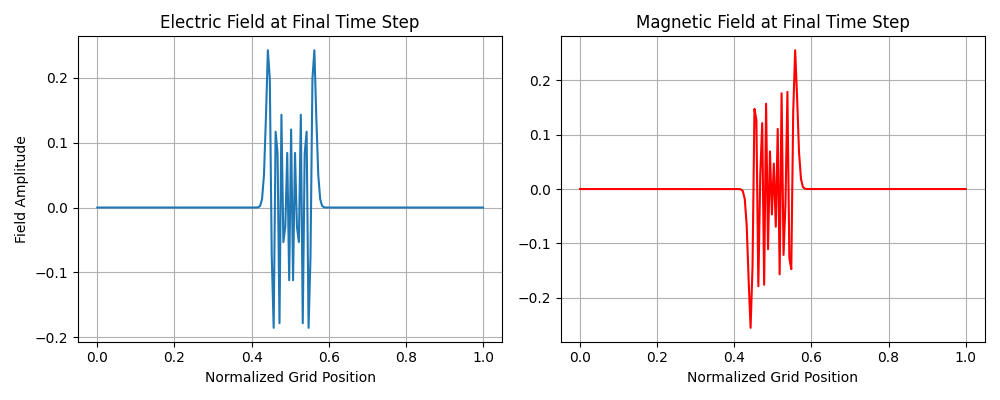 Electric Field at Final Time Step
Field Amplitude
0.2
0.1
0.0
−0.1
−0.2
0.0 0.2 0.4 0.6 0.8 1.0
Normalized Grid Position
Magnetic Field at Final Time Step
0.2
0.1
0.0
−0.1
−0.2
0.0 0.2 0.4 0.6 0.8 1.0
Normalized Grid Position